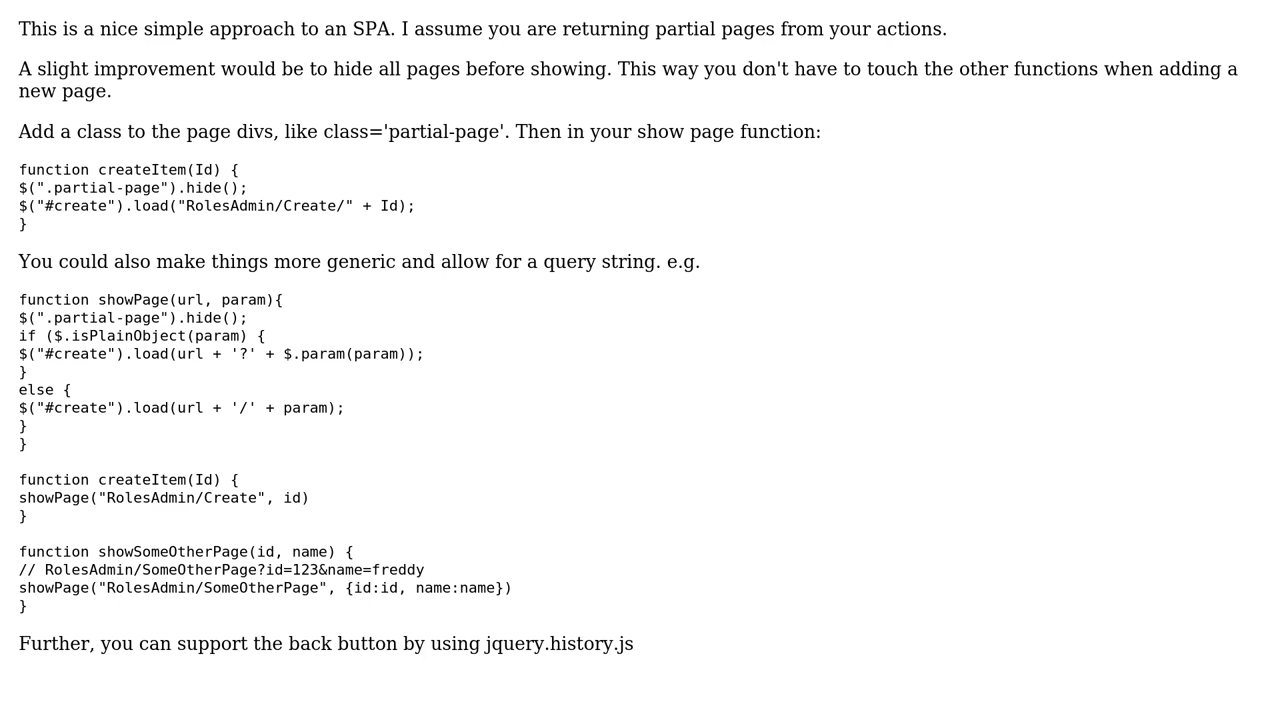 This is a nice simple approach to an SPA. I assume you are returning partial pages from your actions.
A slight improvement would be to hide all pages before showing. This way you don't have to touch the other functions when adding a
new page.
Add a class to the page divs, like class='partial-page'. Then in your show page function:
function createItem(Id) {
$(".partial-page").hide();
$("#create").load("RolesAdmin/Create/" + Id);
}
You could also make things more generic and allow for a query string. e.g.
function showPage(url, param){
$(".partial-page").hide();
if ($.isPlainObject(param) {
$("#create").load(url + '?' + $.param(param));
}
else {
$("#create").load(url + '/' + param);
}
}
function createItem(Id) {
showPage("RolesAdmin/Create", id)
}
function showSomeOtherPage(id, name) {
// RolesAdmin/SomeOtherPage?id=123&name=freddy
showPage("RolesAdmin/SomeOtherPage", {id:id, name:name})
}
Further, you can support the back button by using jquery.history.js